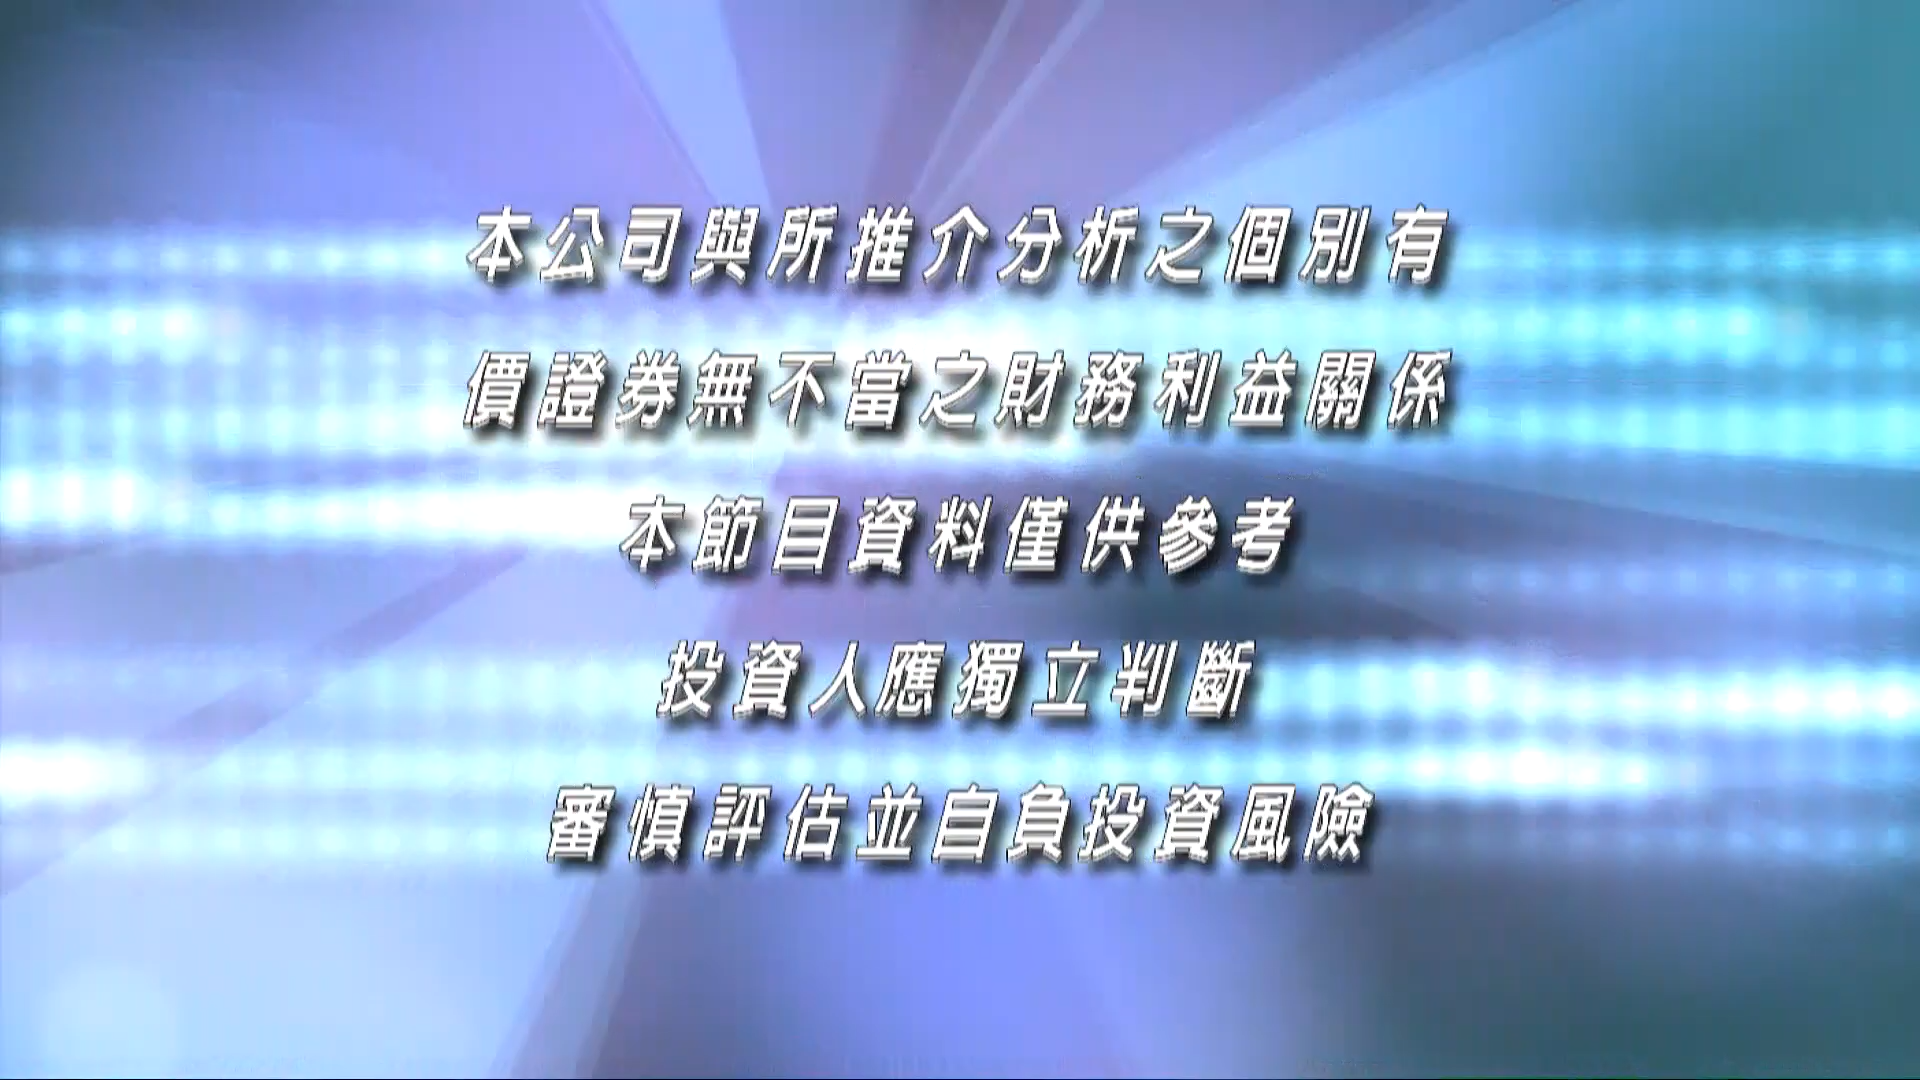 本公司與所推介分析之個別有
價證券無不當之財務利益關係
本節目資料僅供參考
投資人應獨立判斷
審慎評估並自負投資風險